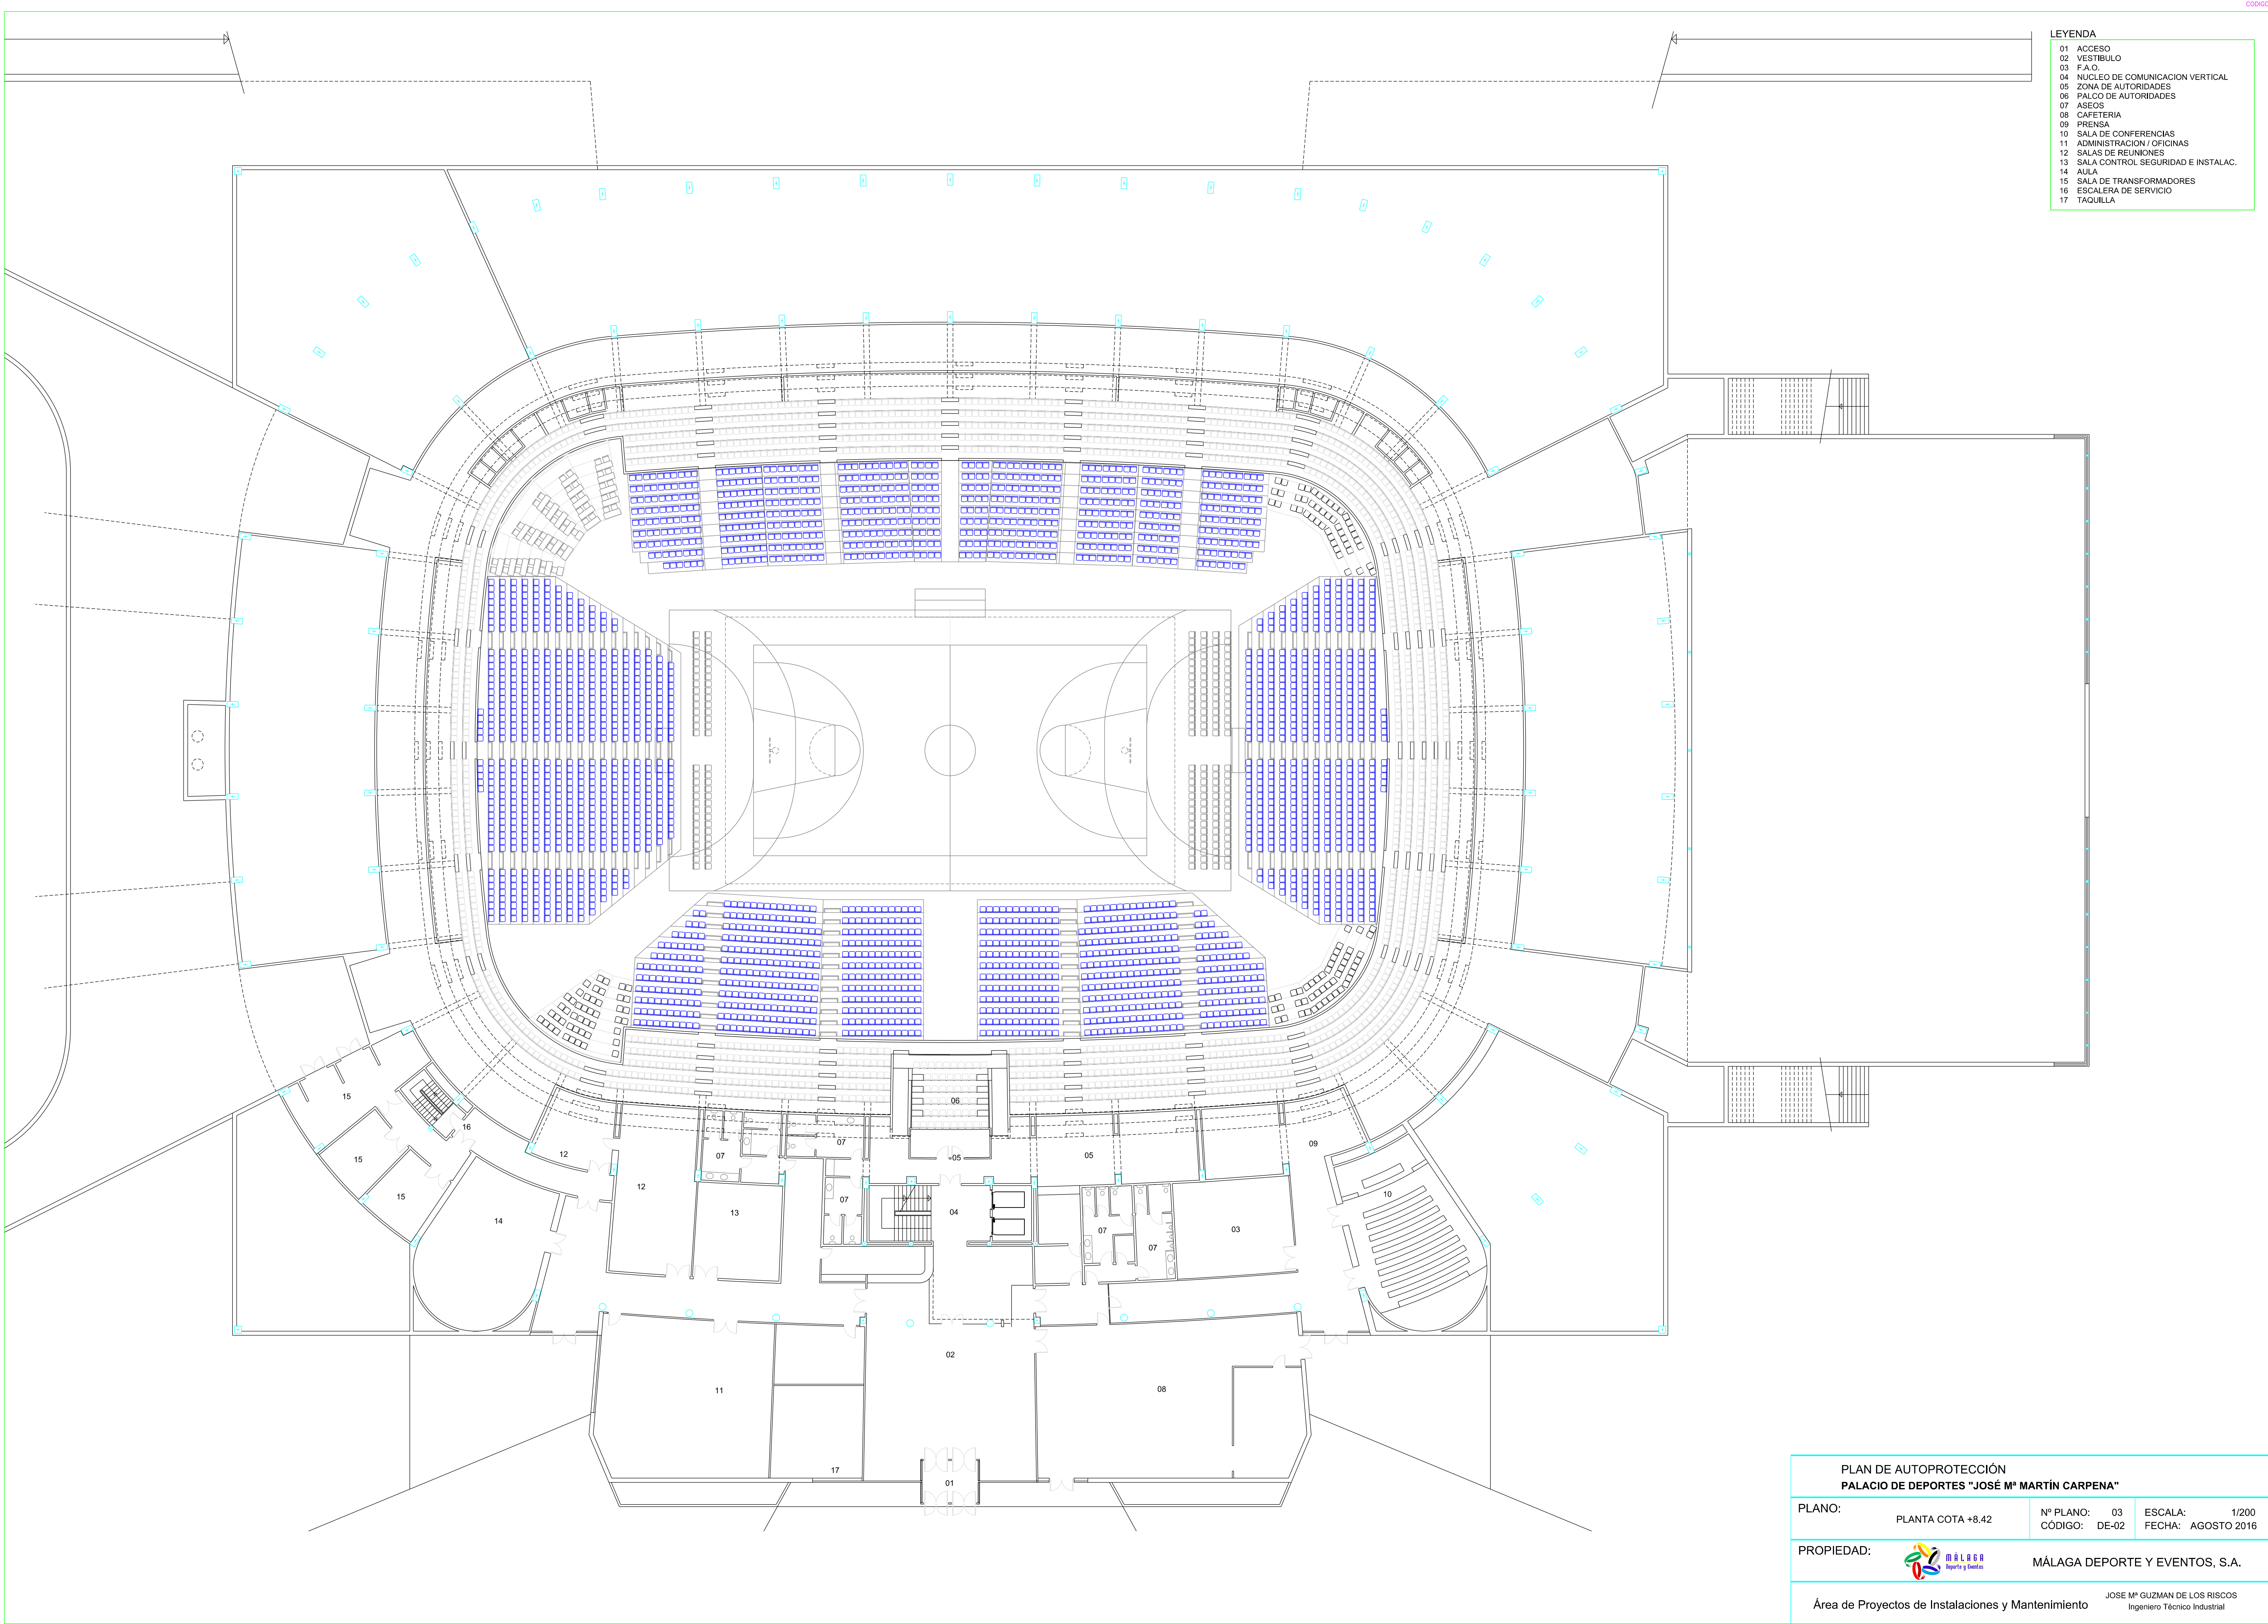 CODIGO
LEYENDA
01 ACCESO
02 VESTIBULO
03 F.A.O.
04 NUCLEO DE COMUNICACION VERTICAL
05 ZONA DE AUTORIDADES
06 PALCO DE AUTORIDADES
07 ASEOS
08 CAFETERIA
09 PRENSA
10 SALA DE CONFERENCIAS
11 ADMINISTRACION / OFICINAS
12 SALAS DE REUNIONES
13 SALA CONTROL SEGURIDAD E INSTALAC.
14 AULA
15 SALA DE TRANSFORMADORES
16 ESCALERA DE SERVICIO
17 TAQUILLA
15
06
16
07
09
12
07
05
05
15
12
10
15
07
14
13
04
03
07
07
02
11
08
17
01
PLAN DE AUTOPROTECCIÓN
PALACIO DE DEPORTES "JOSÉ Mª MARTÍN CARPENA"
PLANO:
PLANTA COTA +8.42
Nº PLANO: 03
CÓDIGO: DE-02
ESCALA: 1/200
FECHA: AGOSTO 2016
PROPIEDAD:
MÁLAGA
Deporte y Eventos
MÁLAGA DEPORTE Y EVENTOS, S.A.
Área de Proyectos de Instalaciones y Mantenimiento
JOSE Mª GUZMAN DE LOS RISCOS
Ingeniero Técnico Industrial